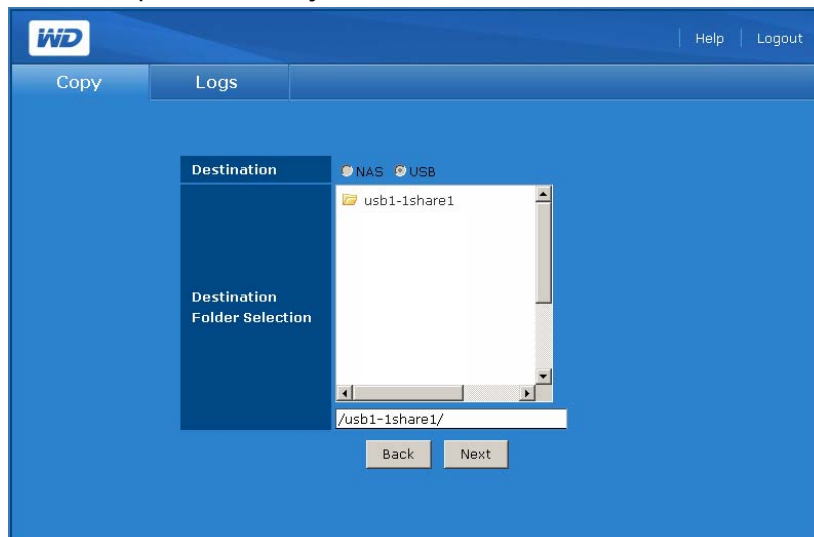 WD
Help
Logout
Copy
Logs
Destination
NAS
USB
usb1-1share1
Destination
Folder Selection
/usb1-1share1/
Back
Next